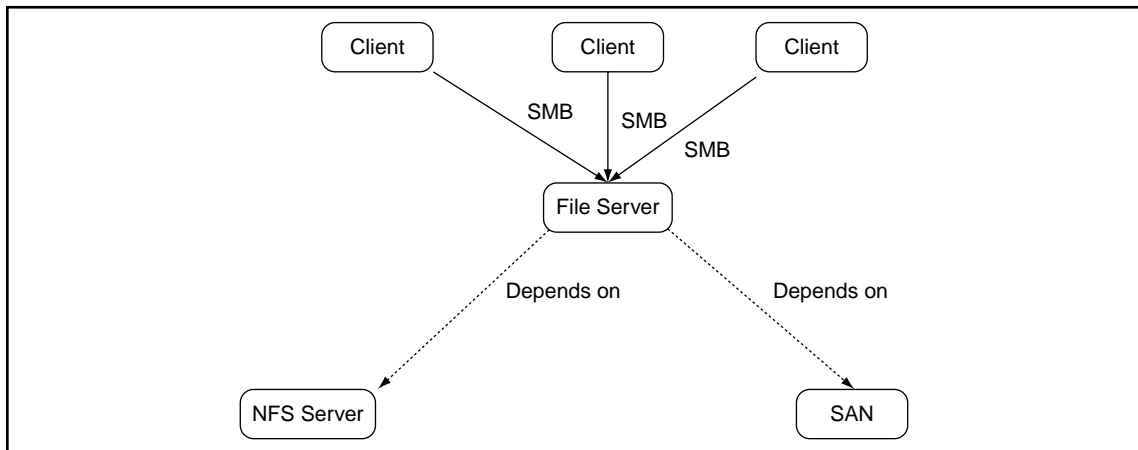 Client
Client
Client
SMB
SMB
SMB
File Server
Depends on
Depends on
NFS Server
SAN